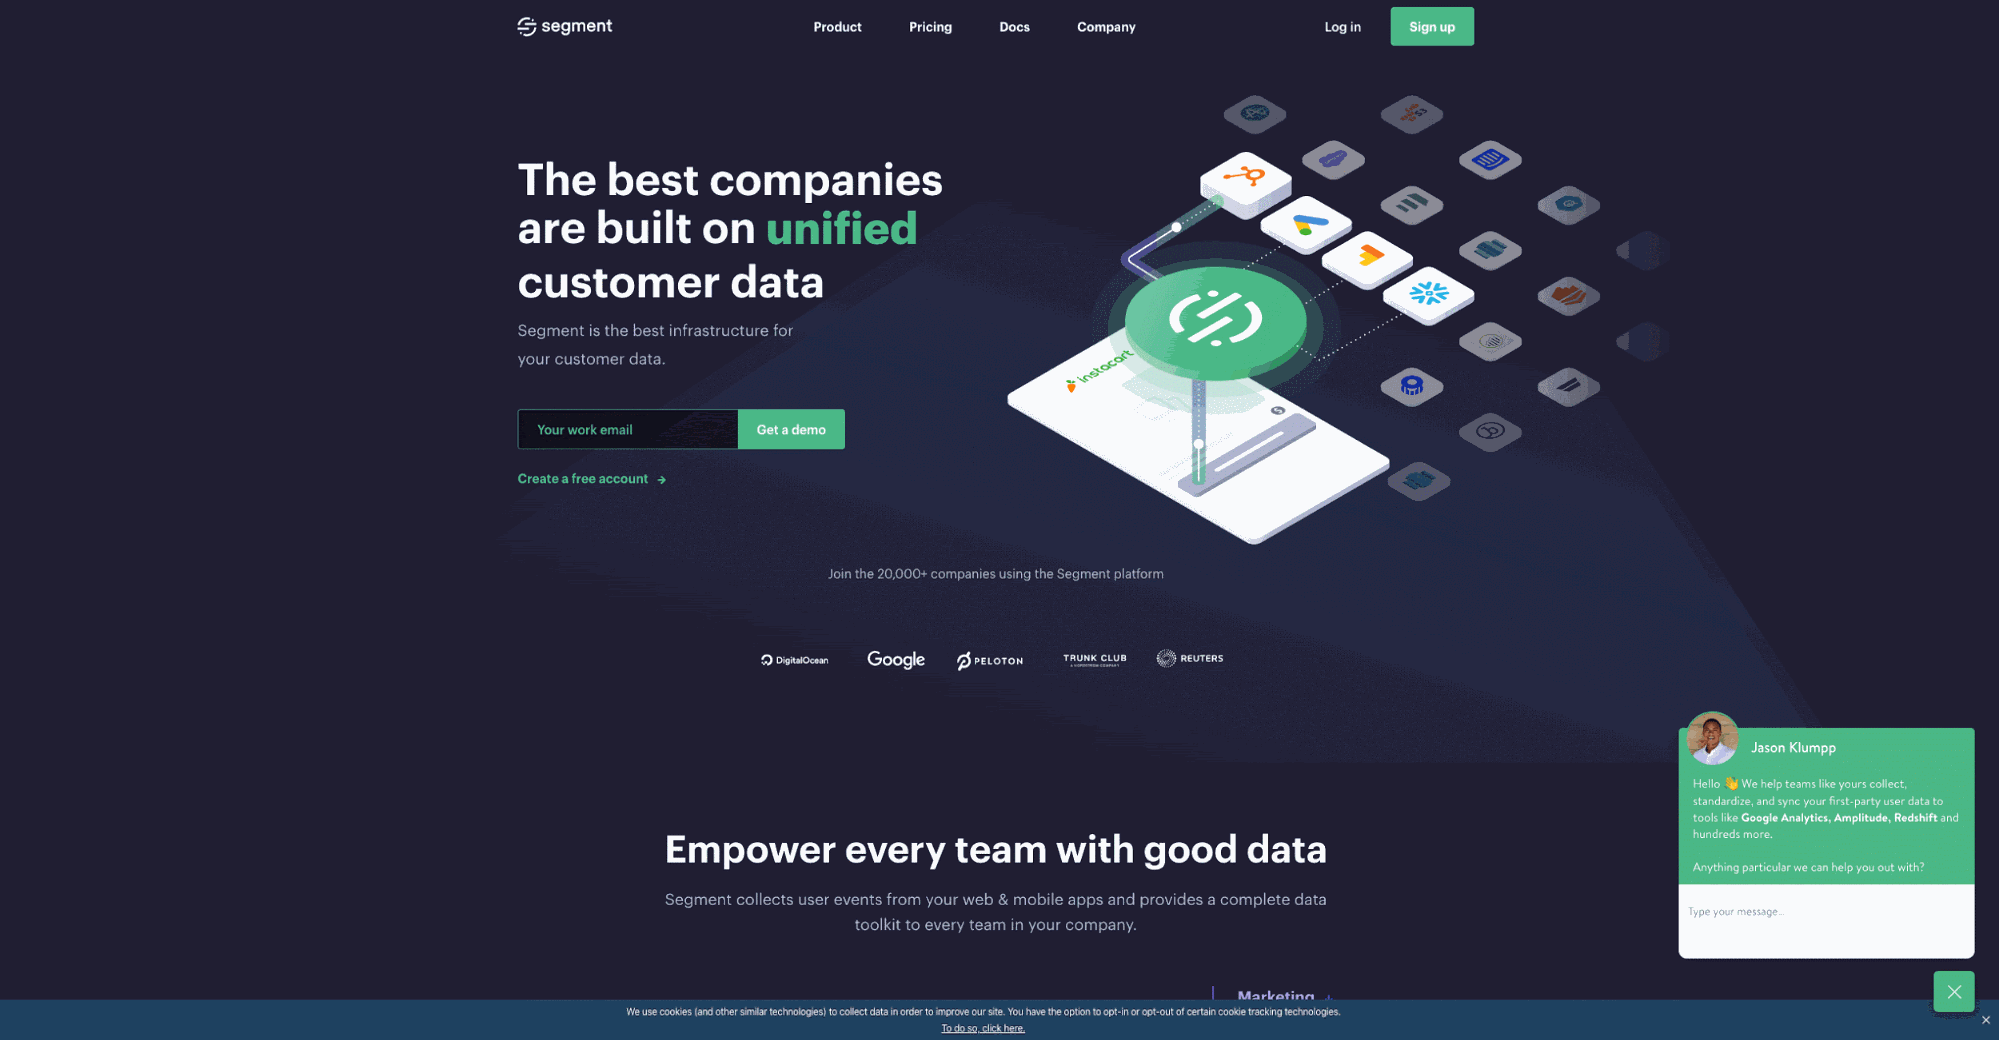 segment
Product
Pricing
Docs
Company
Log in
Sign up
The best companies
are built on unified
customer data
Segment is the best infrastructure for
your customer data.
Your work email
Get a demo
Create a free account →
instacart
Join the 20,000+ companies using the Segment platform
DigitalOcean
Google
PELOTON
TRUNK CLUB
REUTERS
Jason Klumpp
Hello 👋 We help teams like yours collect,
standardize, and sync your first-party user data to
tools like Google Analytics, Amplitude, Redshift and
hundreds more.
Anything particular we can help you out with?
Type your message...
Empower every team with good data
Segment collects user events from your web & mobile apps and provides a complete data
toolkit to every team in your company.
Marketing
We use cookies (and other similar technologies) to collect data in order to improve our site. You have the option to opt-in or opt-out of certain cookie tracking technologies.
To do so, click here.